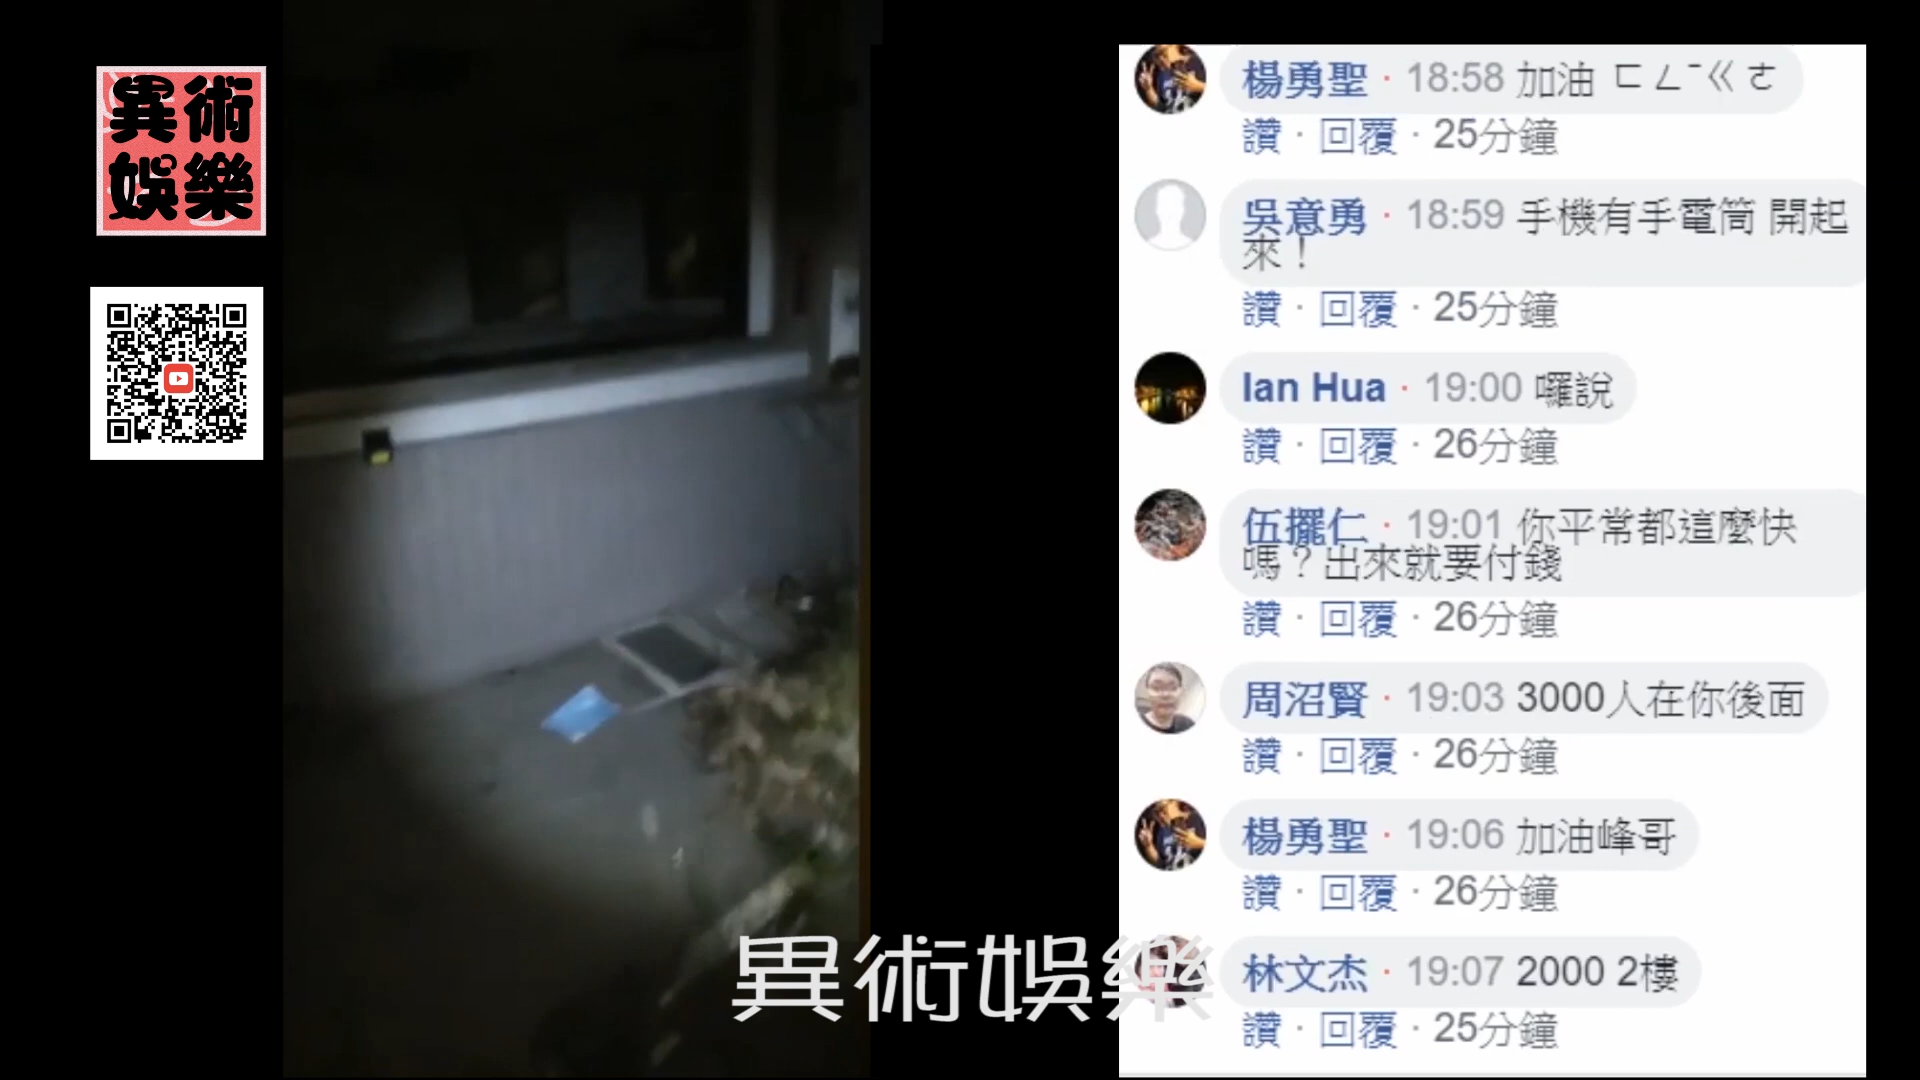 異術
娛樂
楊勇聖 · 18:58 加油 ㄈㄥˉㄍㄜ
讚 · 回覆 · 25分鐘
吳意勇 · 18:59 手機有手電筒 開起
來！
讚 · 回覆 · 25分鐘
Ian Hua · 19:00 囉說
讚 · 回覆 · 26分鐘
伍擺仁 · 19:01 你平常都這麼快
嗎？出來就要付錢
讚 · 回覆 · 26分鐘
周沼賢 · 19:03 3000人在你後面
讚 · 回覆 · 26分鐘
楊勇聖 · 19:06 加油峰哥
讚 · 回覆 · 26分鐘
林文杰 · 19:07 2000 2樓
讚 · 回覆 · 25分鐘
異術娛樂